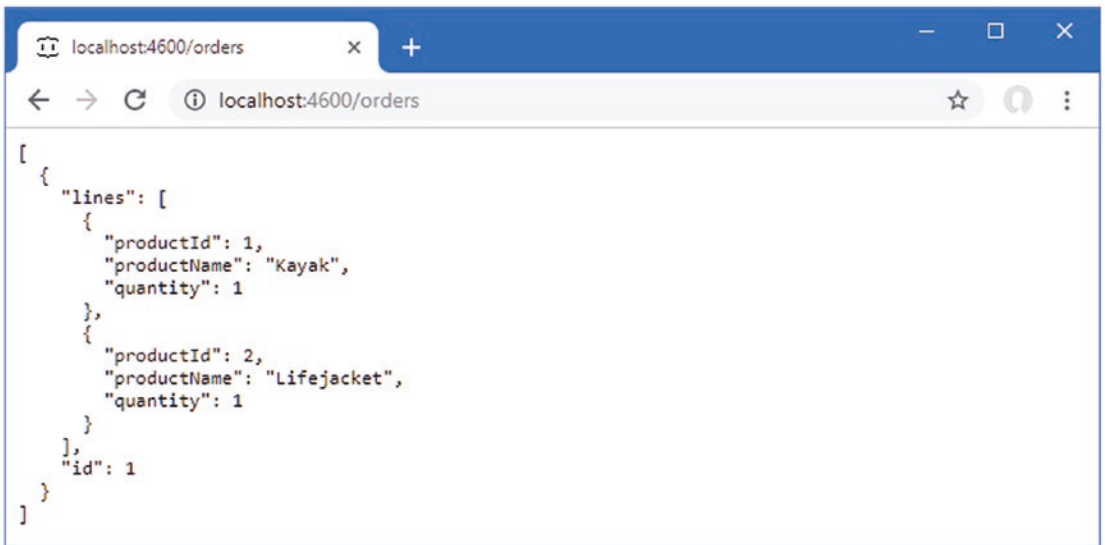 localhost:4600/orders
localhost:4600/orders
[
  {
    "lines": [
      {
        "productId": 1,
        "productName": "Kayak",
        "quantity": 1
      },
      {
        "productId": 2,
        "productName": "Lifejacket",
        "quantity": 1
      }
    ],
    "id": 1
  }
]